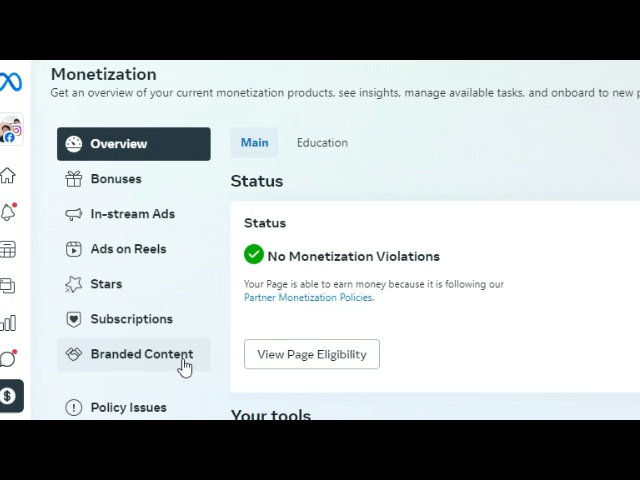 Monetization
Get an overview of your current monetization products, see insights, manage available tasks, and onboard to new
Overview
Bonuses
In-stream Ads
Ads on Reels
Stars
Subscriptions
Branded Content
Policy Issues
Main
Education
Status
Status
No Monetization Violations
Your Page is able to earn money because it is following our
Partner Monetization Policies.
View Page Eligibility
Your tools